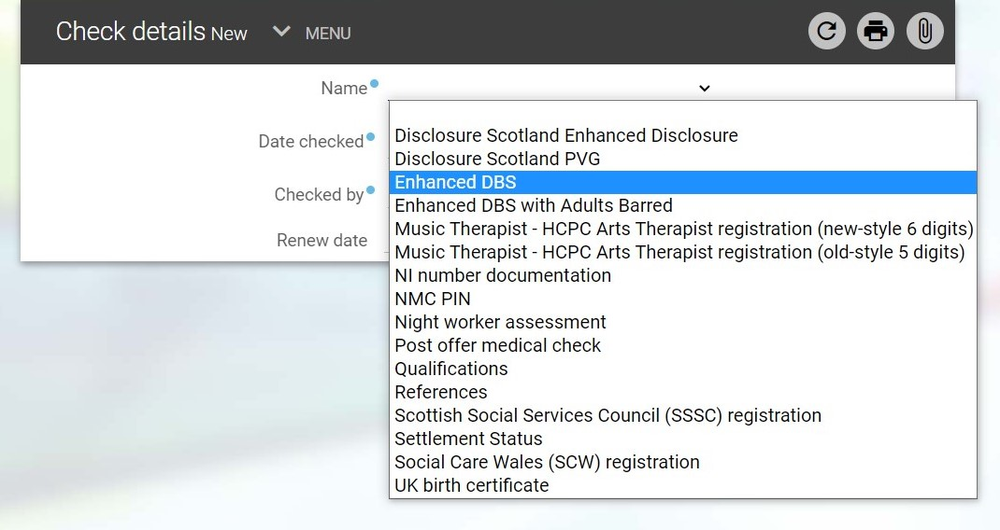 Check details New MENU
Name
Date checked
Checked by
Renew date
Disclosure Scotland Enhanced Disclosure
Disclosure Scotland PVG
Enhanced DBS
Enhanced DBS with Adults Barred
Music Therapist - HCPC Arts Therapist registration (new-style 6 digits)
Music Therapist - HCPC Arts Therapist registration (old-style 5 digits)
NI number documentation
NMC PIN
Night worker assessment
Post offer medical check
Qualifications
References
Scottish Social Services Council (SSSC) registration
Settlement Status
Social Care Wales (SCW) registration
UK birth certificate